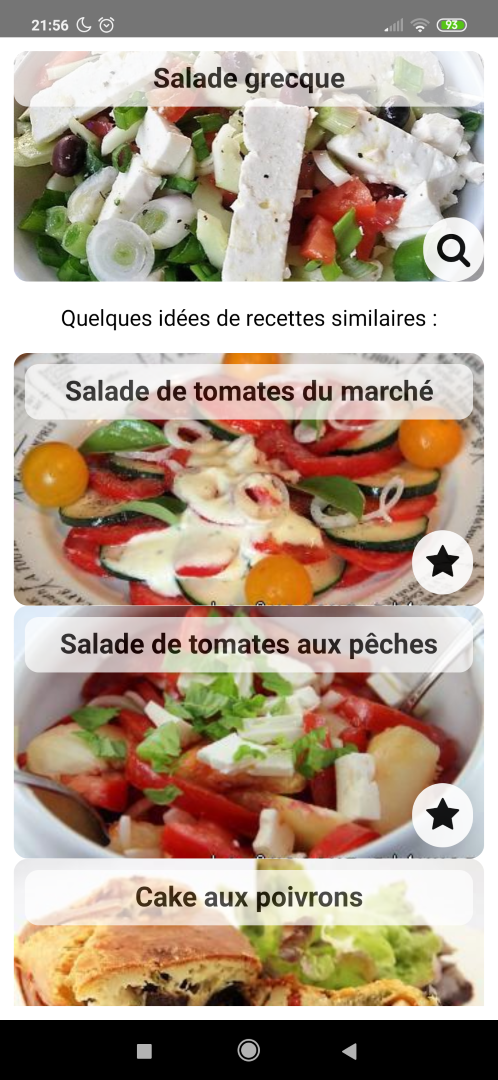 21:56
93
Salade grecque
Quelques idées de recettes similaires :
Salade de tomates du marché
Salade de tomates aux pêches
Cake aux poivrons